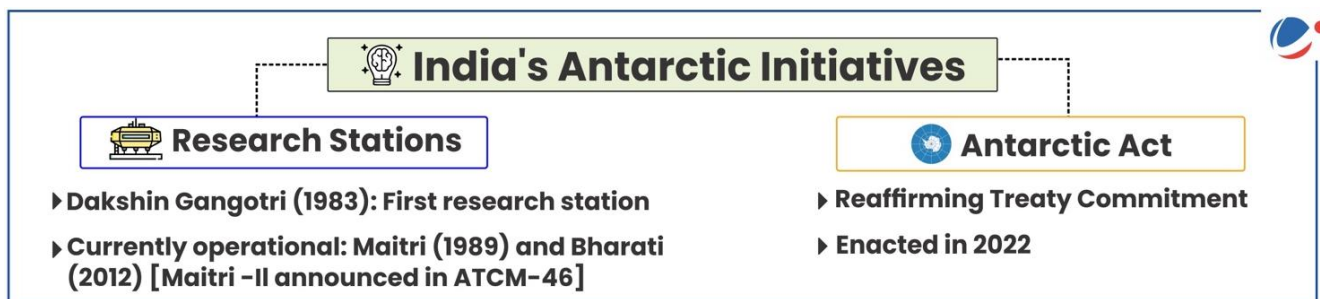 India's Antarctic Initiatives
Research Stations
Dakshin Gangotri (1983): First research station
Currently operational: Maitri (1989) and Bharati
(2012) [Maitri -II announced in ATCM-46]
Antarctic Act
Reaffirming Treaty Commitment
Enacted in 2022